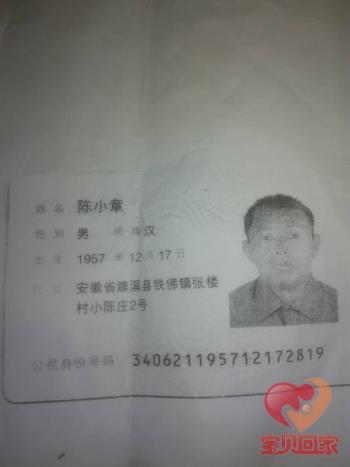 姓名 陈小章
性别 男 民族 汉
出生 1957 年 12 月 17 日
住址 安徽省濉溪县铁佛镇张楼
村小陈庄2号
公民身份号码 340621195712172819
宝贝回家